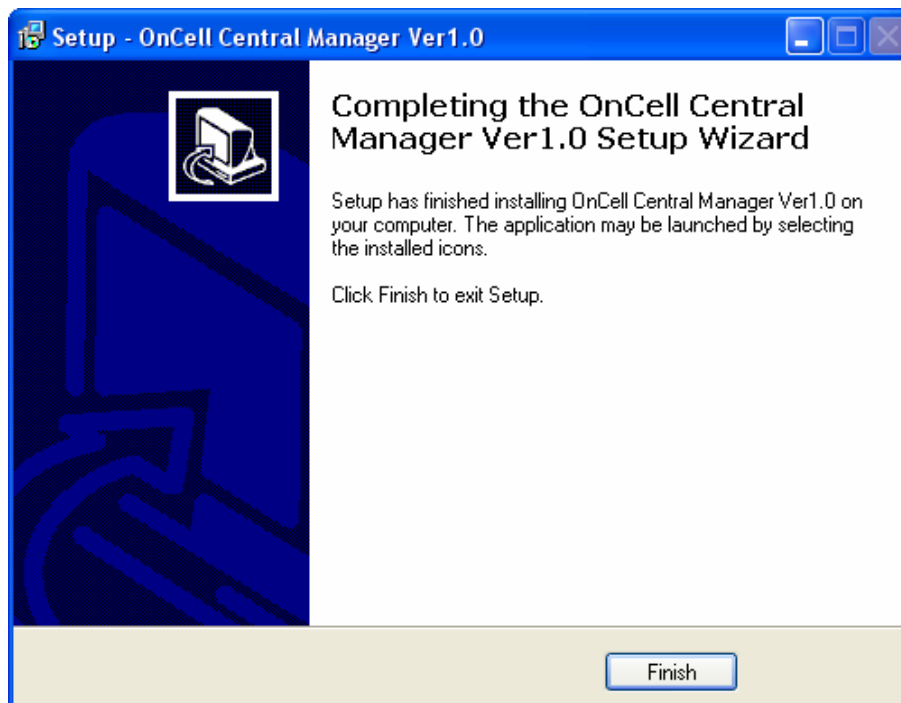 Setup - OnCell Central Manager Ver1.0
Completing the OnCell Central
Manager Ver1.0 Setup Wizard
Setup has finished installing OnCell Central Manager Ver1.0 on
your computer. The application may be launched by selecting
the installed icons.
Click Finish to exit Setup.
Finish